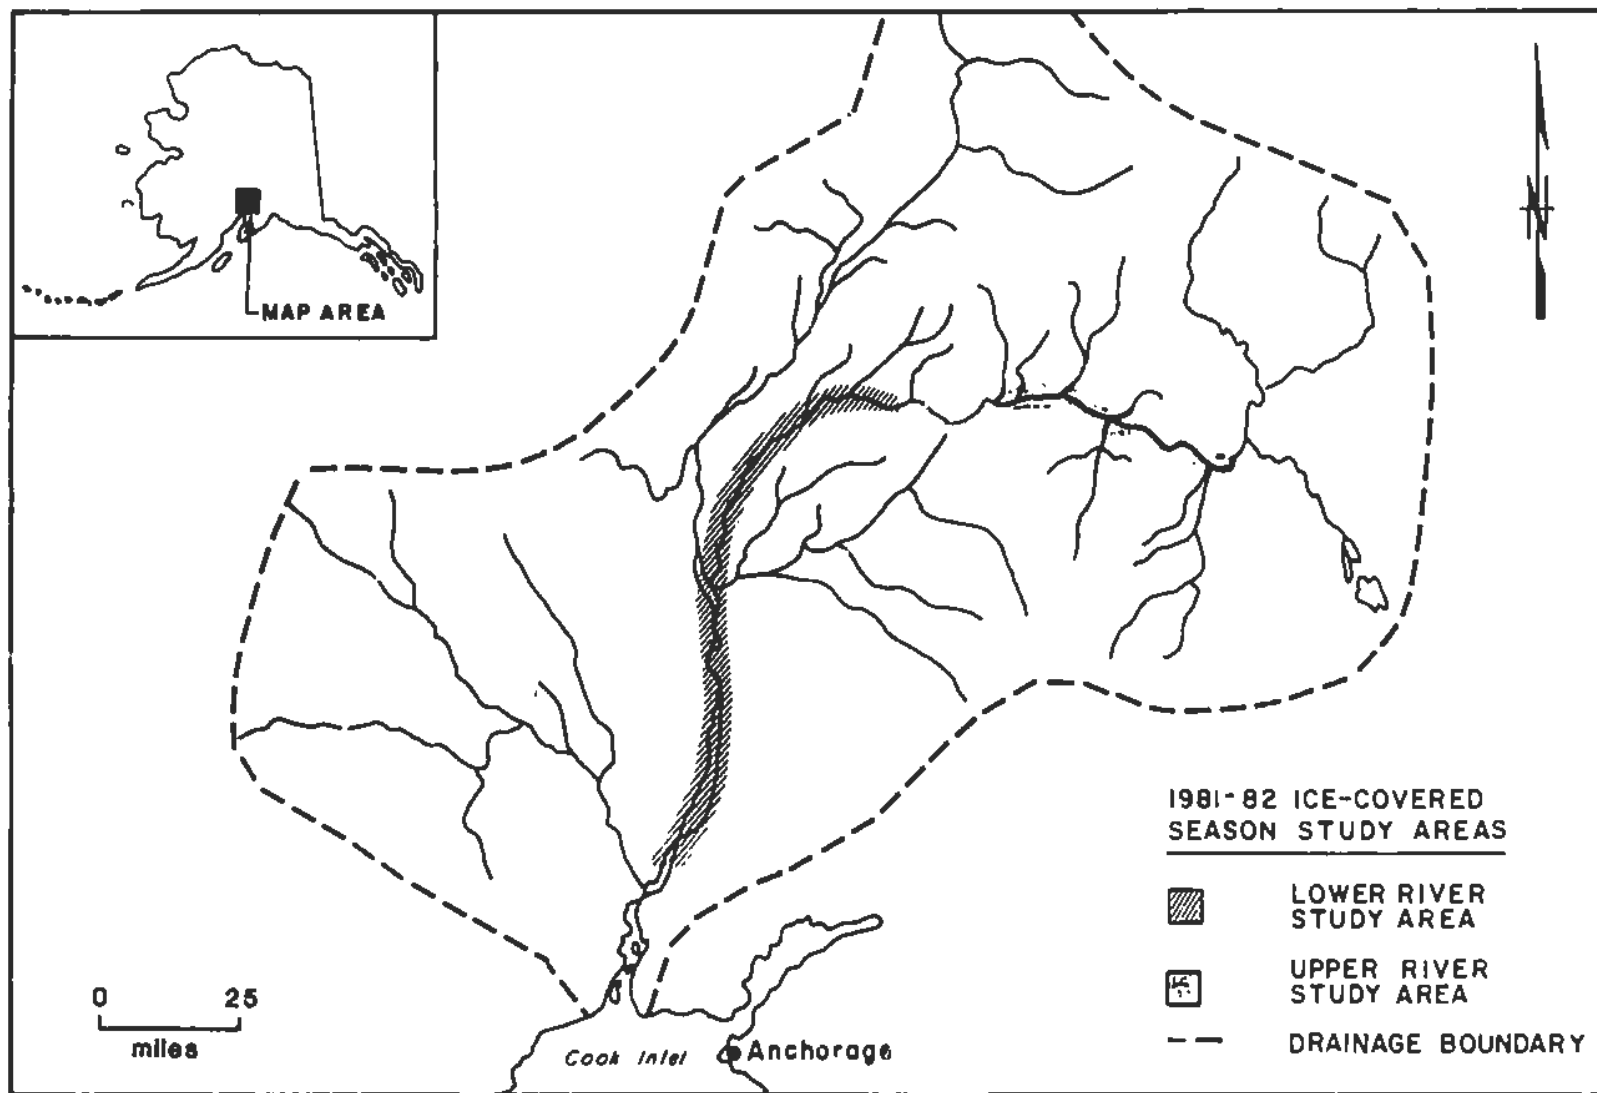 MAP AREA
1981-82 ICE-COVERED
SEASON STUDY AREAS
LOWER RIVER
STUDY AREA
UPPER RIVER
STUDY AREA
DRAINAGE BOUNDARY
0 25
miles
Cook Inlet
Anchorage
N